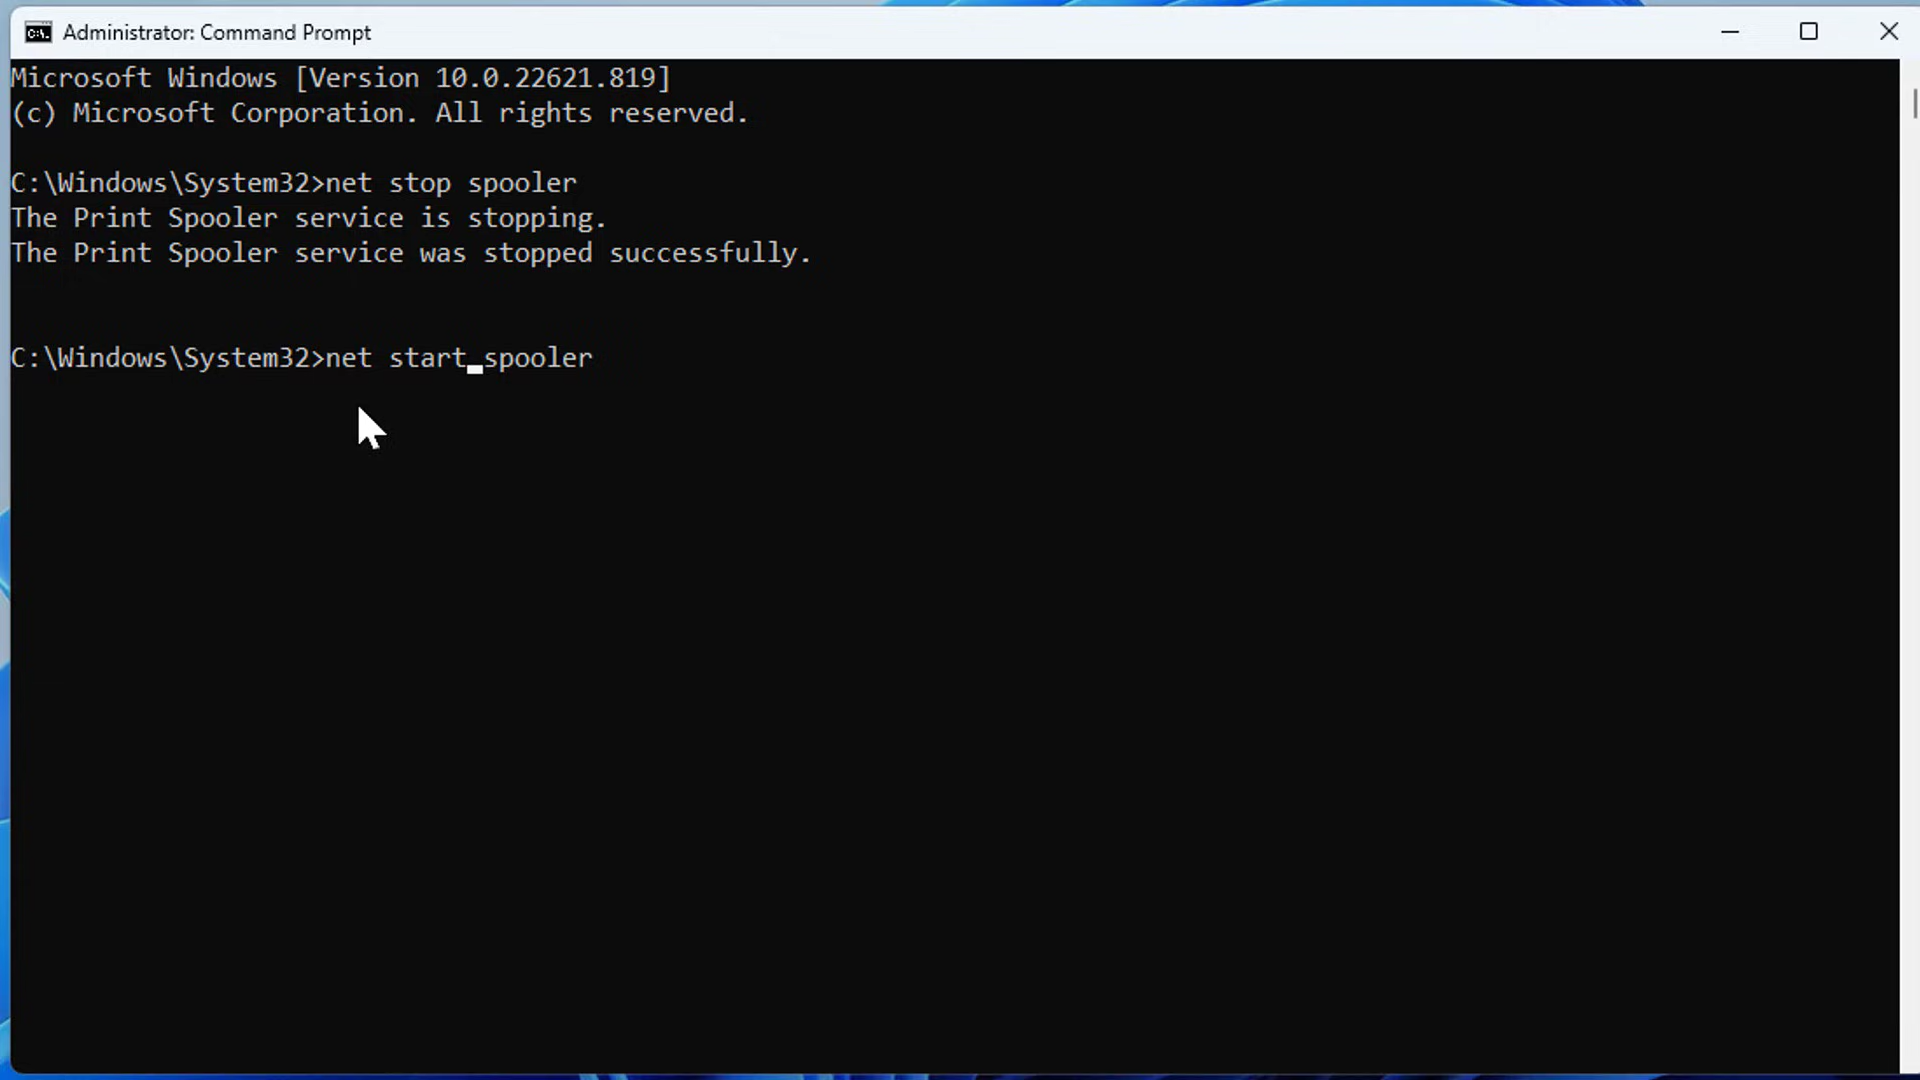 Administrator: Command Prompt
Microsoft Windows [Version 10.0.22621.819]
(c) Microsoft Corporation. All rights reserved.
C:\Windows\System32>net stop spooler
The Print Spooler service is stopping.
The Print Spooler service was stopped successfully.
C:\Windows\System32>net start spooler